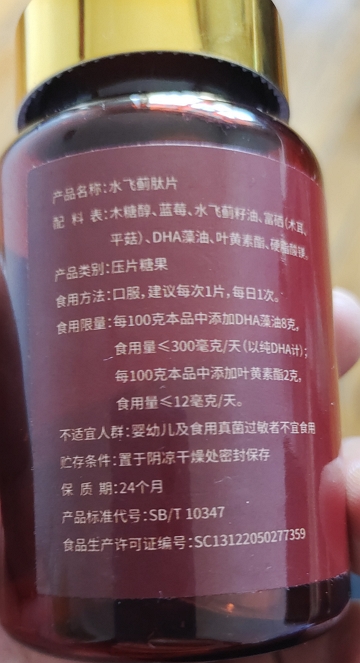 产品名称:水飞蓟肽片
配 料 表:木糖醇、蓝莓、水飞蓟籽油、富硒(木耳、
平菇)、DHA藻油、叶黄素酯、硬脂酸镁。
产品类别:压片糖果
食用方法:口服,建议每次1片,每日1次。
食用限量:每100克本品中添加DHA藻油8克,
食用量≤300毫克/天(以纯DHA计);
每100克本品中添加叶黄素酯2克,
食用量≤12毫克/天。
不适宜人群:婴幼儿及食用真菌过敏者不宜食用
贮存条件:置于阴凉干燥处密封保存
保 质 期:24个月
产品标准代号:SB/T 10347
食品生产许可证编号:SC13122050277359